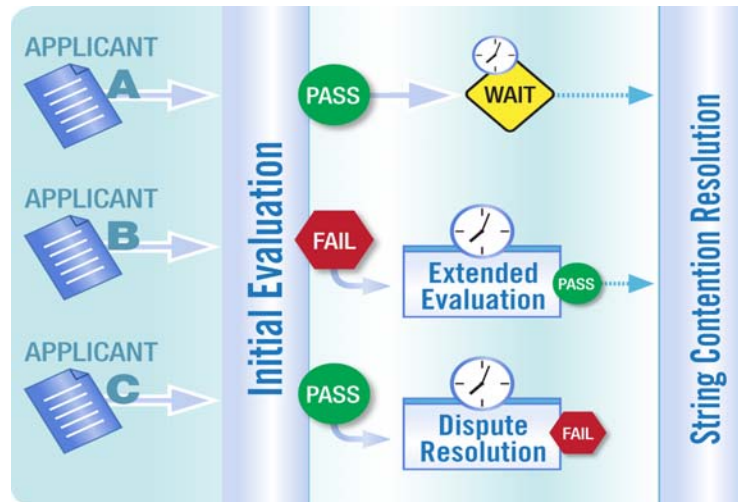 APPLICANT
A
PASS
WAIT
APPLICANT
B
FAIL
Extended
Evaluation
PASS
APPLICANT
C
PASS
Dispute
Resolution
FAIL
Initial Evaluation
String Contention Resolution